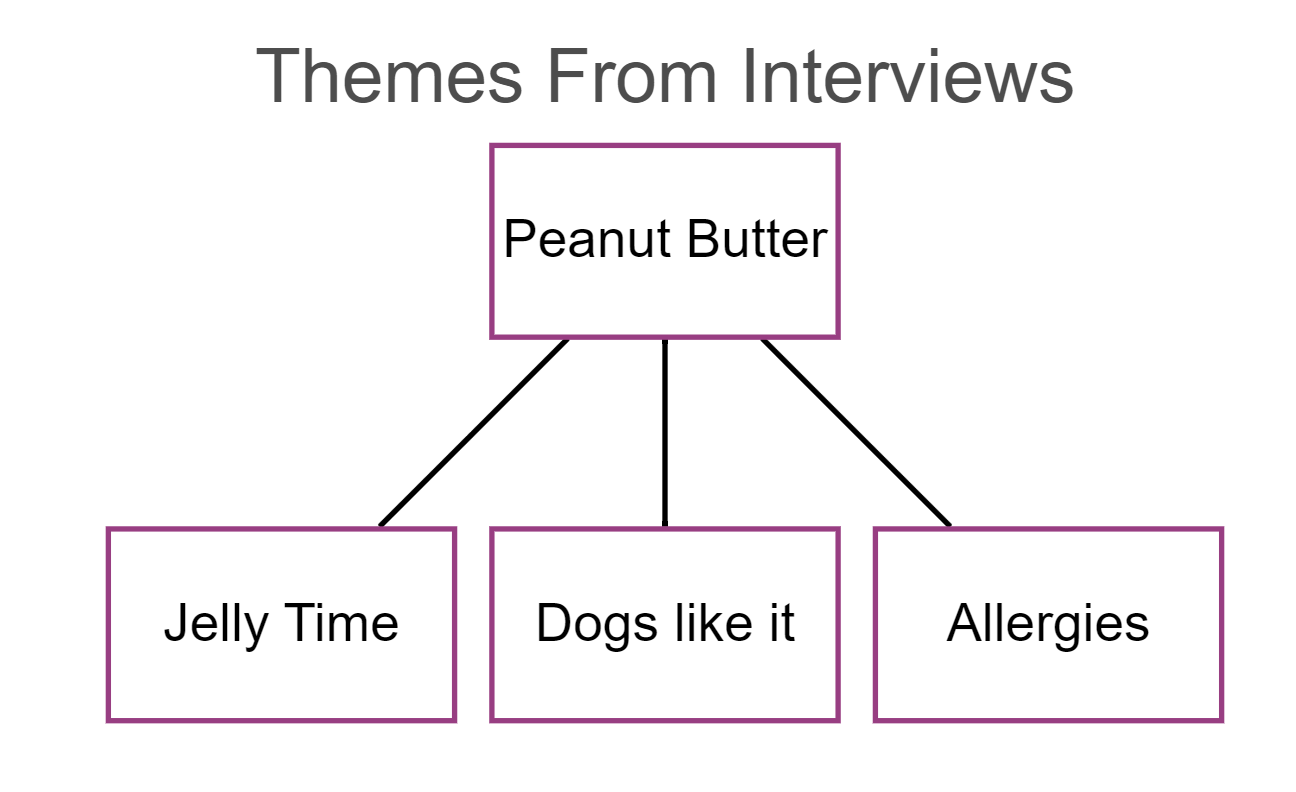 Themes From Interviews
Peanut Butter
Jelly Time
Dogs like it
Allergies